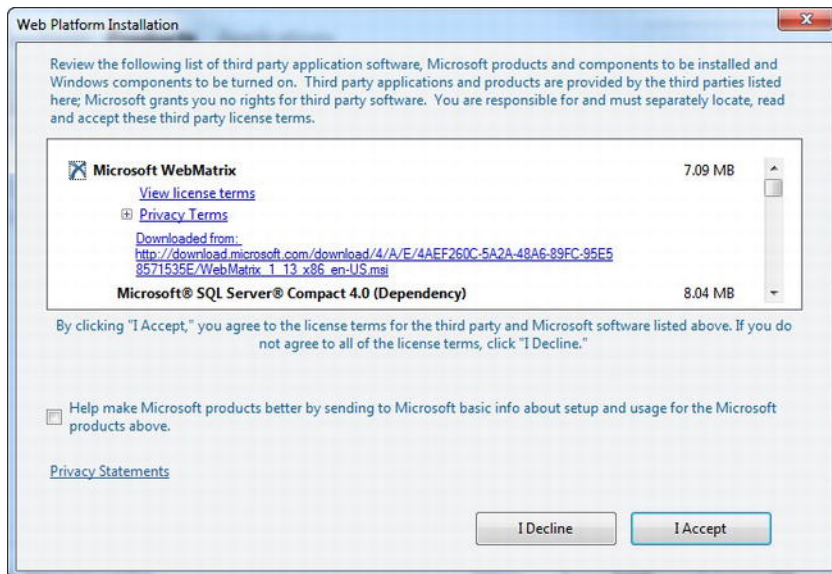 Web Platform Installation
Review the following list of third party application software, Microsoft products and components to be installed and
Windows components to be turned on. Third party applications and products are provided by the third parties listed
here; Microsoft grants you no rights for third party software. You are responsible for and must separately locate, read
and accept these third party license terms.
Microsoft WebMatrix 7.09 MB
View license terms
Privacy Terms
Downloaded from:
http://download.microsoft.com/download/4/A/E/4AEF260C-5A2A-48A6-89FC-95E5
8571535E/WebMatrix_1_13_x86_en-US.msi
Microsoft® SQL Server® Compact 4.0 (Dependency) 8.04 MB
By clicking "I Accept," you agree to the license terms for the third party and Microsoft software listed above. If you do
not agree to all of the license terms, click "I Decline."
Help make Microsoft products better by sending to Microsoft basic info about setup and usage for the Microsoft
products above.
Privacy Statements
I Decline I Accept